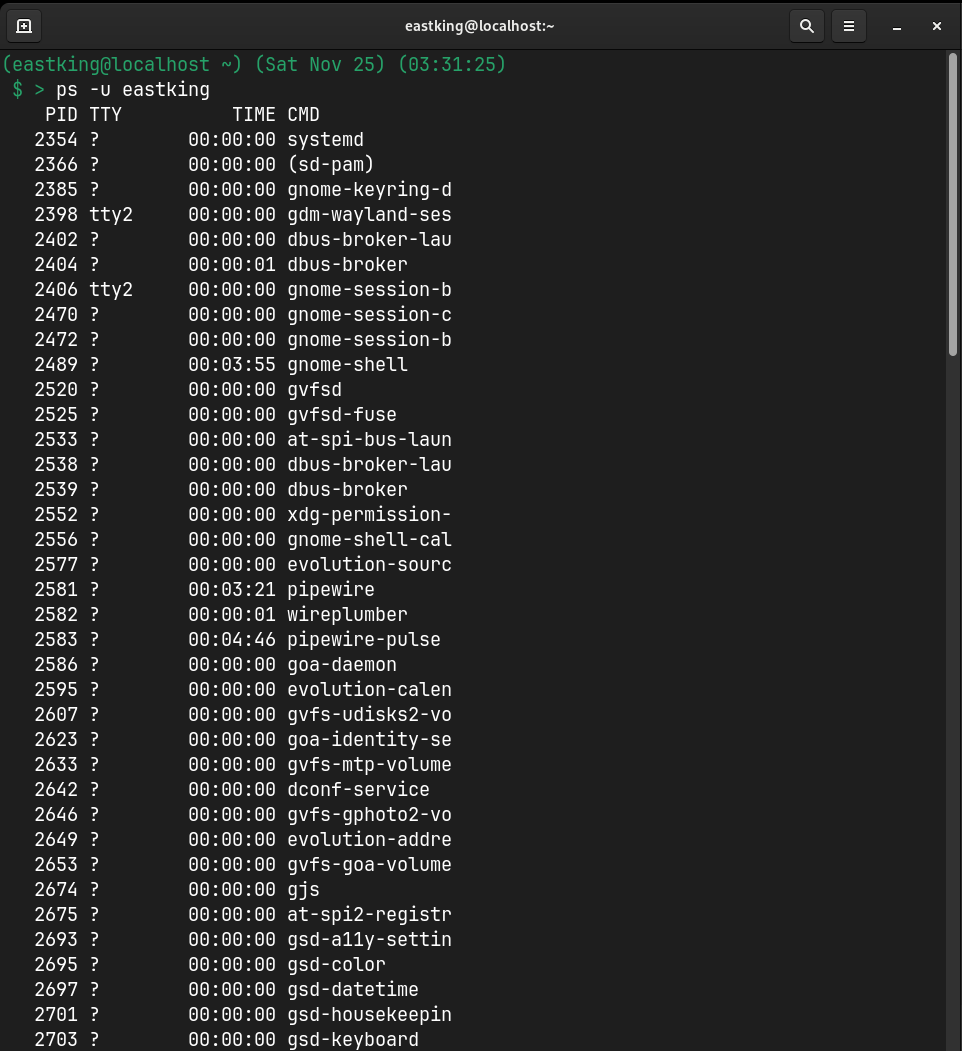 eastking@localhost:~
(eastking@localhost ~) (Sat Nov 25) (03:31:25)
$ > ps -u eastking
PID TTY TIME CMD
2354 ? 00:00:00 systemd
2366 ? 00:00:00 (sd-pam)
2385 ? 00:00:00 gnome-keyring-d
2398 tty2 00:00:00 gdm-wayland-ses
2402 ? 00:00:00 dbus-broker-lau
2404 ? 00:00:01 dbus-broker
2406 tty2 00:00:00 gnome-session-b
2470 ? 00:00:00 gnome-session-c
2472 ? 00:00:00 gnome-session-b
2489 ? 00:03:55 gnome-shell
2520 ? 00:00:00 gvfsd
2525 ? 00:00:00 gvfsd-fuse
2533 ? 00:00:00 at-spi-bus-laun
2538 ? 00:00:00 dbus-broker-lau
2539 ? 00:00:00 dbus-broker
2552 ? 00:00:00 xdg-permission-
2556 ? 00:00:00 gnome-shell-cal
2577 ? 00:00:00 evolution-sourc
2581 ? 00:03:21 pipewire
2582 ? 00:00:01 wireplumber
2583 ? 00:04:46 pipewire-pulse
2586 ? 00:00:00 goa-daemon
2595 ? 00:00:00 evolution-calen
2607 ? 00:00:00 gvfs-udisks2-vo
2623 ? 00:00:00 goa-identity-se
2633 ? 00:00:00 gvfs-mtp-volume
2642 ? 00:00:00 dconf-service
2646 ? 00:00:00 gvfs-gphoto2-vo
2649 ? 00:00:00 evolution-addre
2653 ? 00:00:00 gvfs-goa-volume
2674 ? 00:00:00 gjs
2675 ? 00:00:00 at-spi2-registr
2693 ? 00:00:00 gsd-a11y-settin
2695 ? 00:00:00 gsd-color
2697 ? 00:00:00 gsd-datetime
2701 ? 00:00:00 gsd-housekeepin
2703 ? 00:00:00 gsd-keyboard